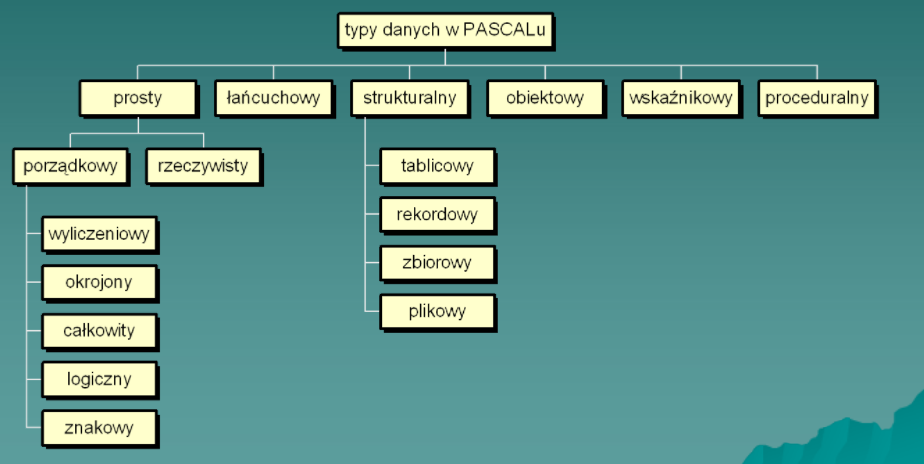 typy danych w PASCALu
prosty
łańcuchowy
strukturalny
obiektowy
wskaźnikowy
proceduralny
porządkowy
rzeczywisty
wyliczeniowy
okrojony
całkowity
logiczny
znakowy
tablicowy
rekordowy
zbiorowy
plikowy